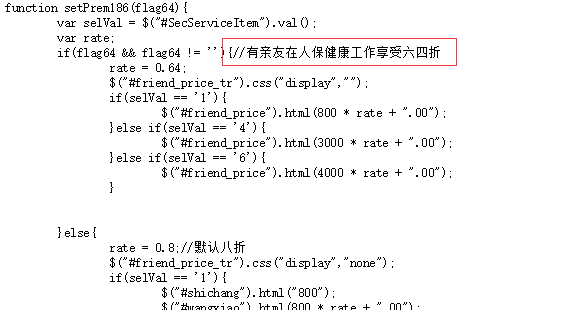 function setPrem186(flag64){
var selVal = $("#SecServiceItem").val();
var rate;
if(flag64 && flag64 != ''){//有亲友在人保健康工作享受六四折
rate = 0.64;
$("#friend_price_tr").css("display","");
if(selVal == '1'){
$("#friend_price").html(800 * rate + ".00");
}else if(selVal == '4'){
$("#friend_price").html(3000 * rate + ".00");
}else if(selVal == '6'){
$("#friend_price").html(4000 * rate + ".00");
}
}else{
rate = 0.8;//默认八折
$("#friend_price_tr").css("display","none");
if(selVal == '1'){
$("#shichang").html("800");
$("#wangxiao").html(800 * rate + ".00");